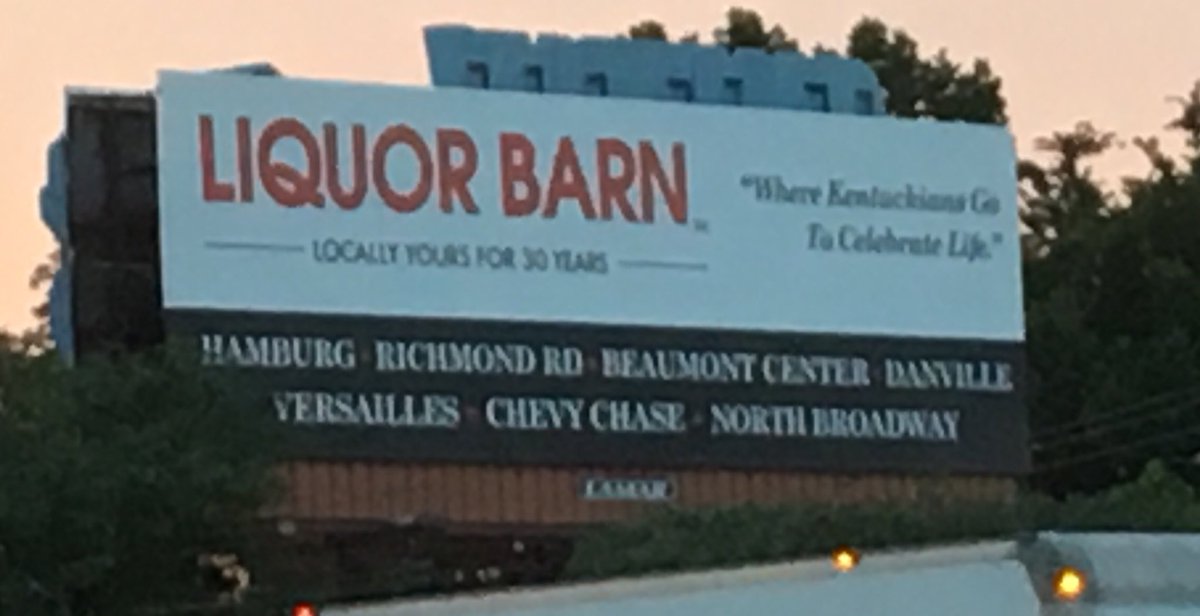 LIQUOR BARN
LOCALLY YOURS FOR 30 YEARS
"Where Kentuckians Go
To Celebrate Life."
HAMBURG RICHMOND RD BEAUMONT CENTER DANVILLE
VERSAILLES CHEVY CHASE NORTH BROADWAY
LAMAR